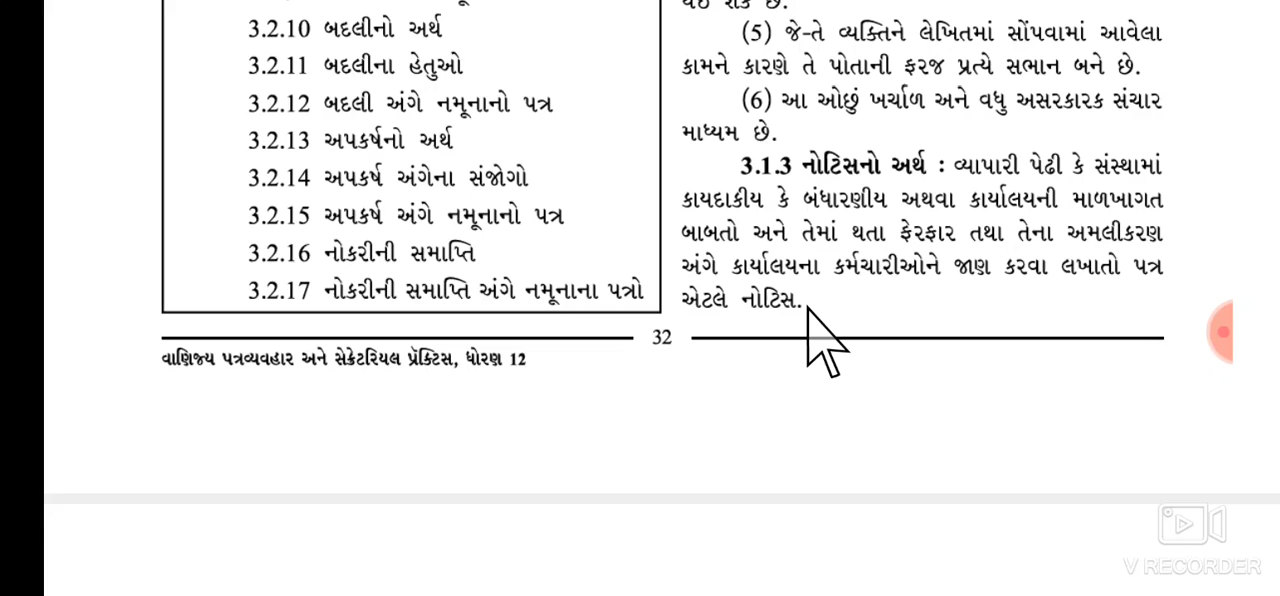 3.2.10 બદલીનો અર્થ
3.2.11 બદલીના હેતુઓ
3.2.12 બદલી અંગે નમૂનાનો પત્ર
3.2.13 અપકર્ષનો અર્થ
3.2.14 અપકર્ષ અંગેના સંજોગો
3.2.15 અપકર્ષ અંગે નમૂનાનો પત્ર
3.2.16 નોકરીની સમાપ્તિ
3.2.17 નોકરીની સમાપ્તિ અંગે નમૂનાના પત્રો
(5) જે-તે વ્યક્તિને લેખિતમાં સોંપવામાં આવેલા
કામને કારણે તે પોતાની ફરજ પ્રત્યે સભાન બને છે.
(6) આ ઓછું ખર્ચાળ અને વધુ અસરકારક સંચાર
માધ્યમ છે.
3.1.3 નોટિસનો અર્થ : વ્યાપારી પેઢી કે સંસ્થામાં
કાયદાકીય કે બંધારણીય અથવા કાર્યાલયની માળખાગત
બાબતો અને તેમાં થતા ફેરફાર તથા તેના અમલીકરણ
અંગે કાર્યાલયના કર્મચારીઓને જાણ કરવા લખાતો પત્ર
એટલે નોટિસ.
32
વાણિજ્ય પત્રવ્યવહાર અને સેક્રેટરિયલ પ્રૅક્ટિસ, ધોરણ 12
V RECORDER